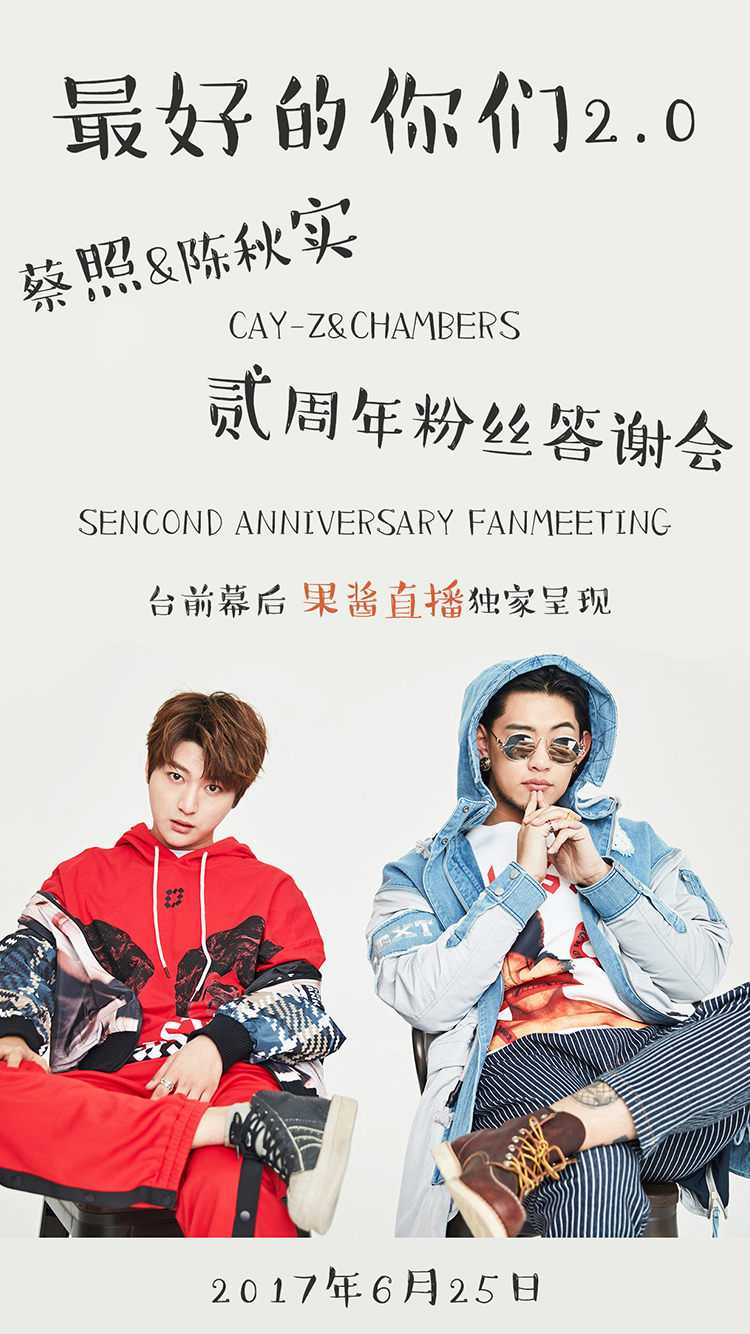 最好的你们2.0
蔡照&陈秋实
CAY-Z&CHAMBERS
贰周年粉丝答谢会
SENCOND ANNIVERSARY FANMEETING
台前幕后 果酱直播独家呈现
EXT
2017年6月25日